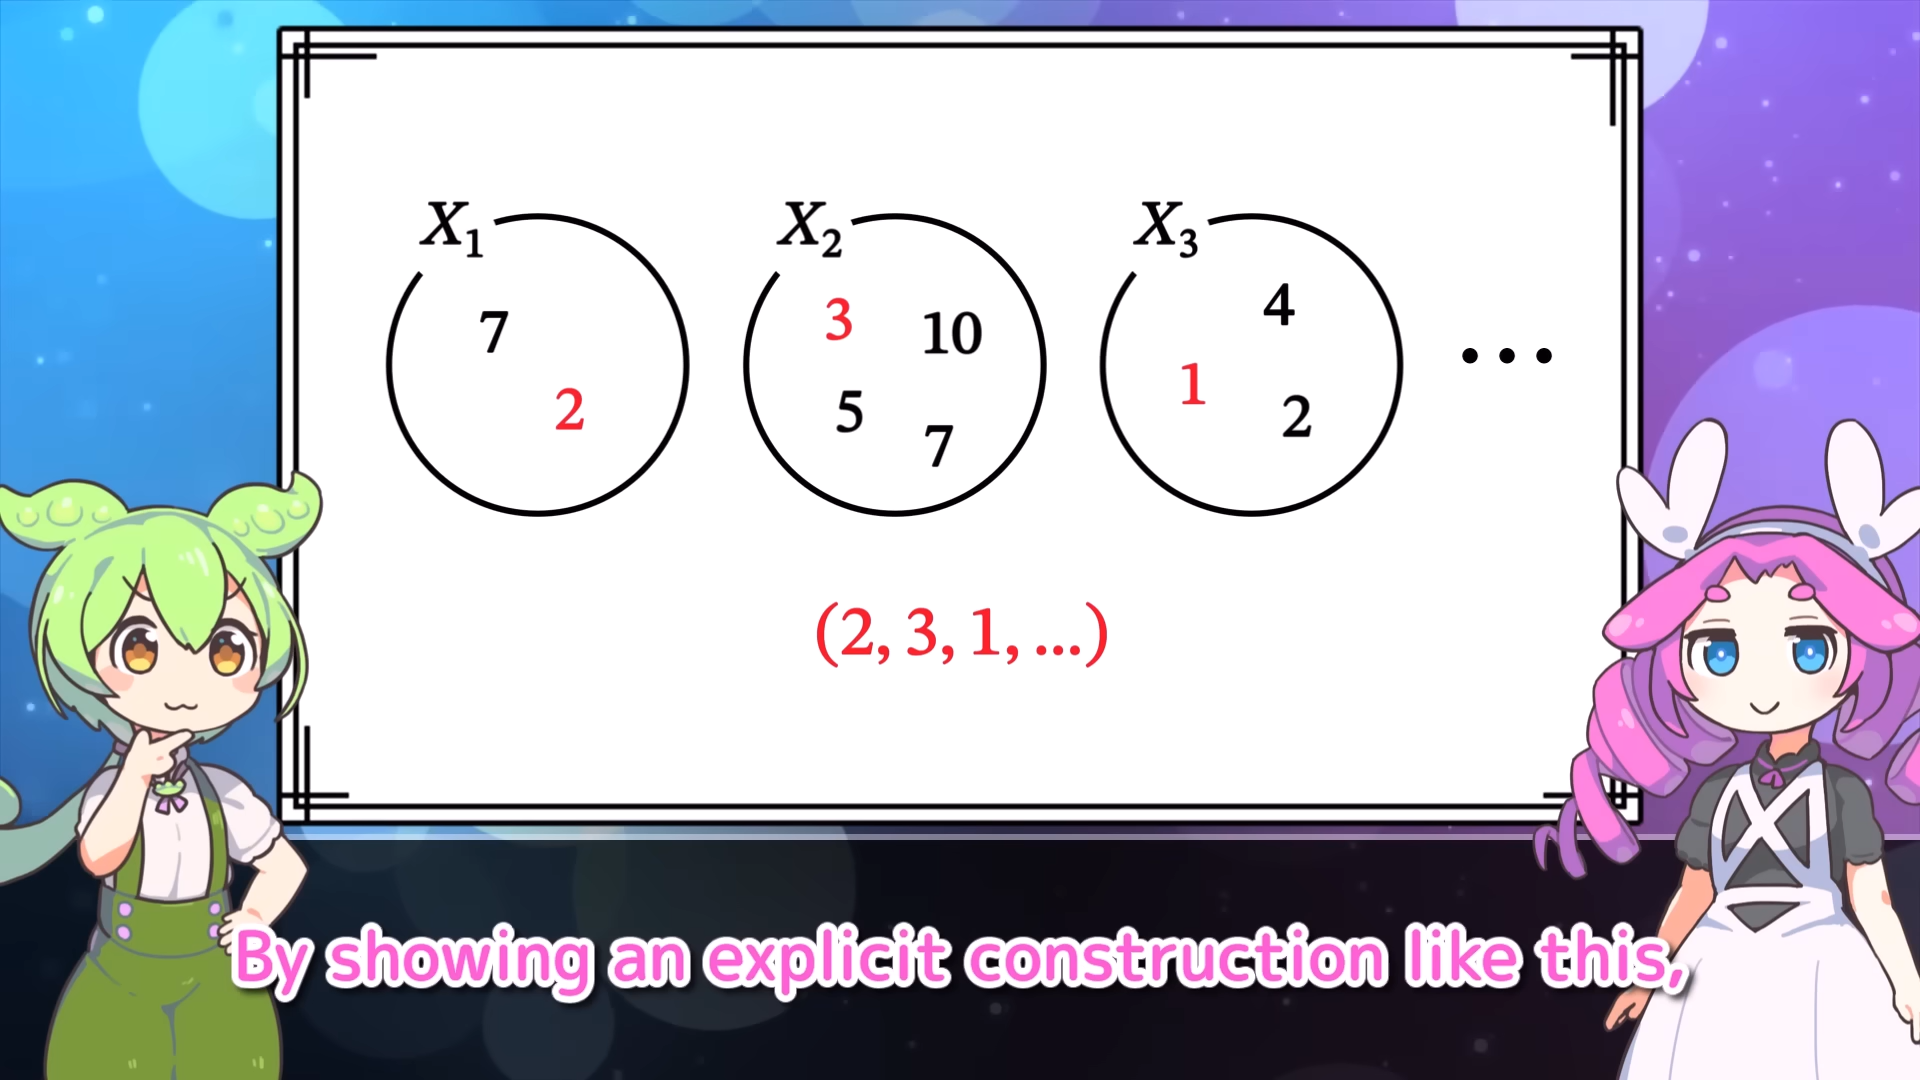 X₁ X₂ X₃
7 2
3 10 5 7
4 1 2
...
(2, 3, 1, ...)
By showing an explicit construction like this,